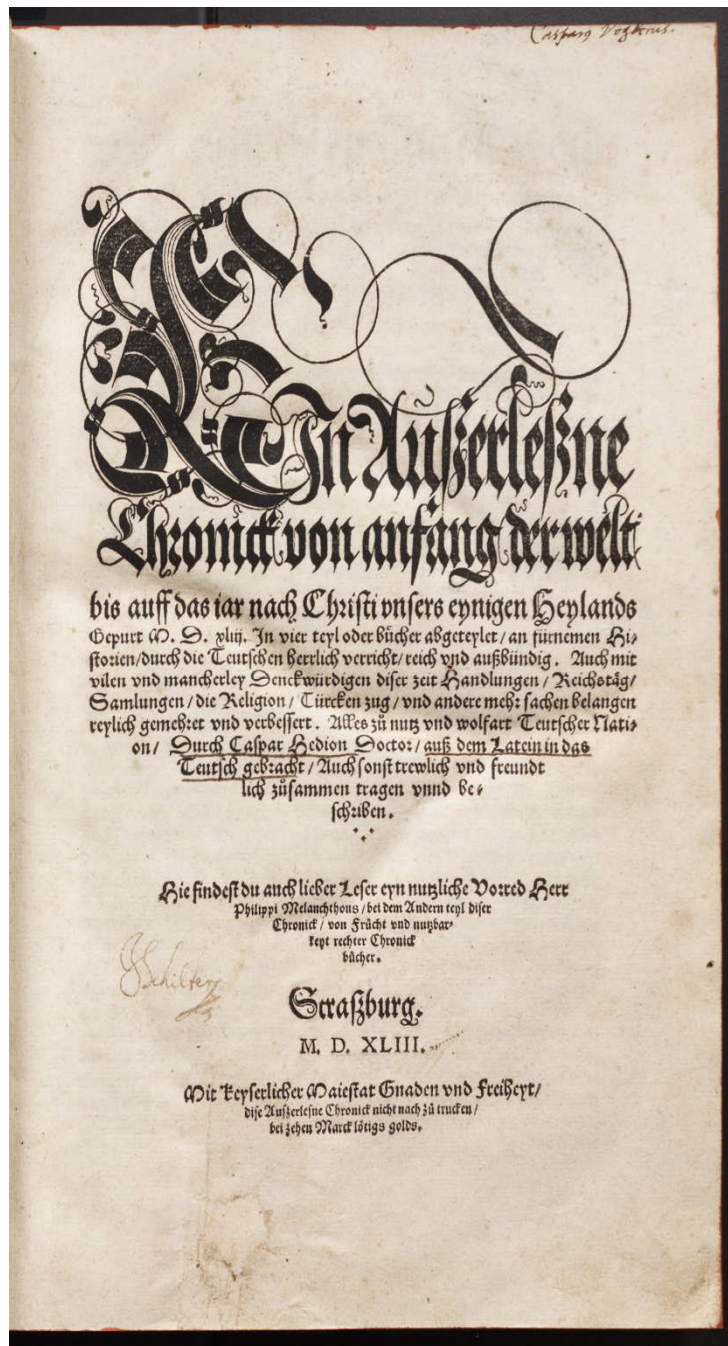 EIn Außerleßne
Chronick von anfang der welt
bis auff das iar nach Christi vnsers eynigen Heylands
Gepurt M. D. xliij. In vier teyl oder bücher abgeteylet / an fürnemen Hi⸗
storien / durch die Teutschen herrlich verricht / reich vnd außbündig. Auch mit
vilen vnd mancherley Denckwürdigen diser zeit Handlungen / Reichstäg /
Samlungen / die Religion / Türcken zug / vnd andere mehr sachen belangen
reylich gemehret vnd verbessert. Alles zů nutz vnd wolfart Teutscher Nati⸗
on / Durch Caspar Hedion Doctor / auß dem Latein in das
Teutsch gebracht / Auch sonst trewlich vnd freundt
lich zůsammen tragen vnnd be⸗
schriben.
Hie findest du auch lieber Leser eyn nutzliche Vorred Herr
Philippi Melanchthons / bei dem Andern teyl diser
Chronick / von Frücht vnd nutzbar⸗
keyt rechter Chronick
bücher.
Schilter
Straßburg.
M. D. XLIII.
Mit Keyserlicher Maiestat Gnaden vnd Freiheyt /
dise Außerlesne Chronick nicht nach zů trucken /
bei zehen Marck lötigs golds.